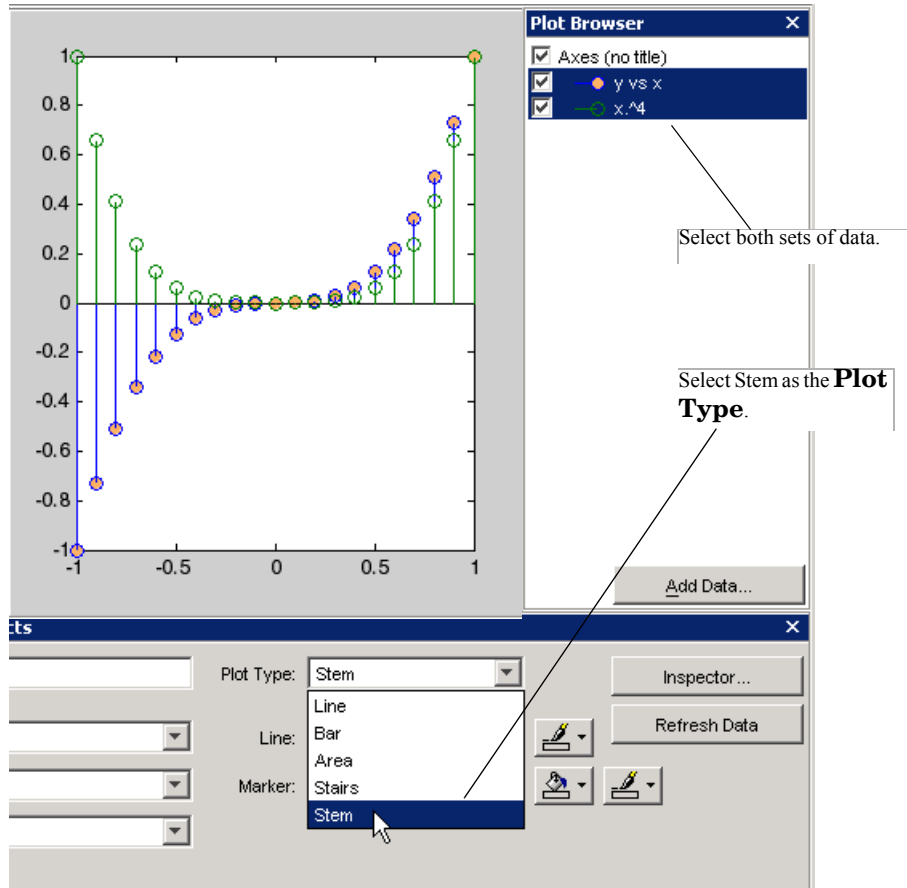 Plot Browser
Axes (no title)
y vs x
x.^4
1
0.8
0.6
0.4
0.2
0
-0.2
-0.4
-0.6
-0.8
-1
-1
-0.5
0
0.5
1
Select both sets of data.
Select Stem as the Plot
Type.
Add Data...
cts
Plot Type:
Stem
Inspector...
Line
Bar
Area
Stairs
Stem
Line:
Refresh Data
Marker: